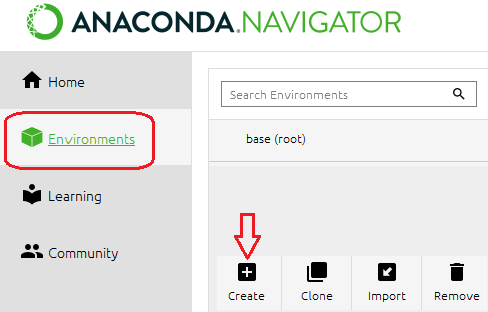 ANACONDA.NAVIGATOR
Home
Environments
Learning
Community
Search Environments
base (root)
Create
Clone
Import
Remove